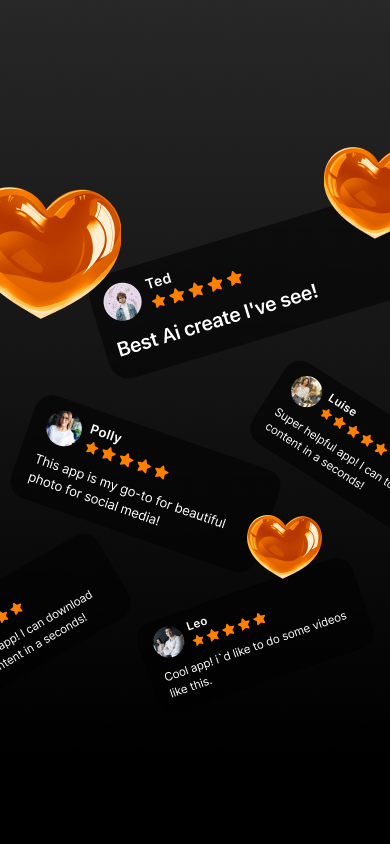 Ted
Best Ai create I've see!
Luise
Super helpful app! I can
content in a seconds!
Polly
This app is my go-to for beautiful
photo for social media!
app! I can download
in a seconds!
Leo
Cool app! i`d like to do some videos
like this.